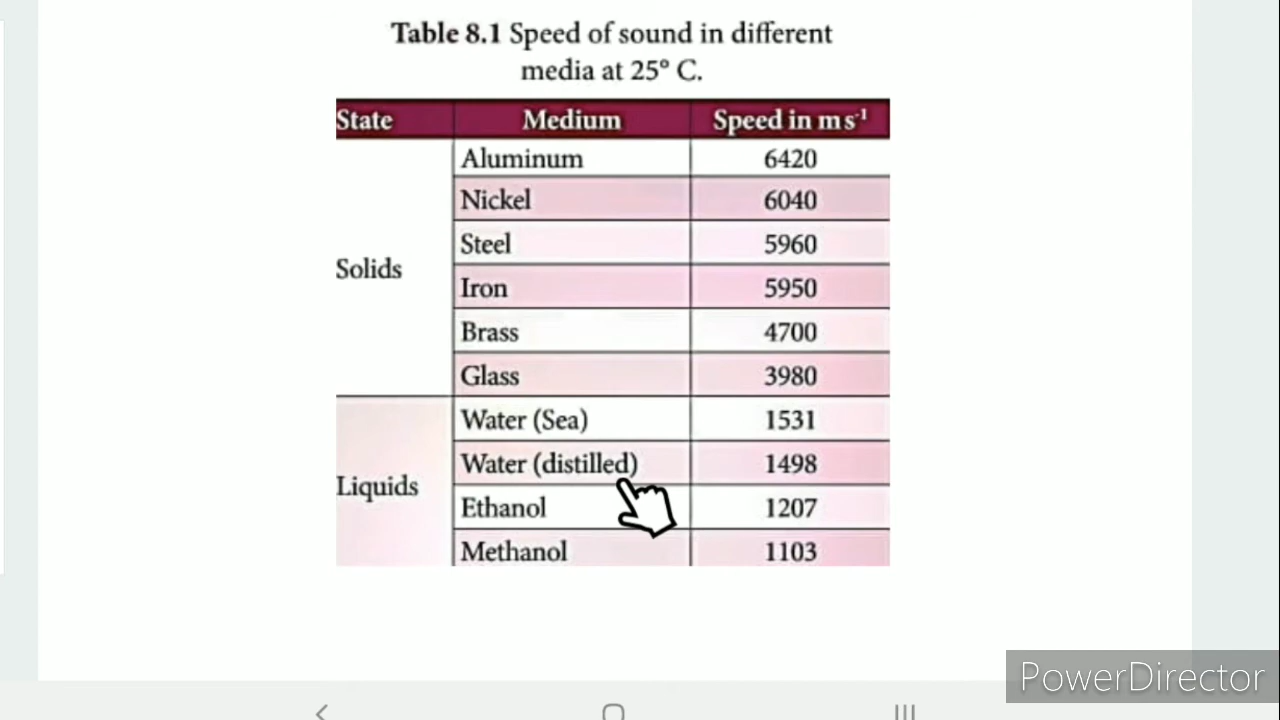 Table 8.1 Speed of sound in different
media at 25° C.
State Medium Speed in m s-1
Solids
Aluminum 6420
Nickel 6040
Steel 5960
Iron 5950
Brass 4700
Glass 3980
Liquids
Water (Sea) 1531
Water (distilled) 1498
Ethanol 1207
Methanol 1103
PowerDirector